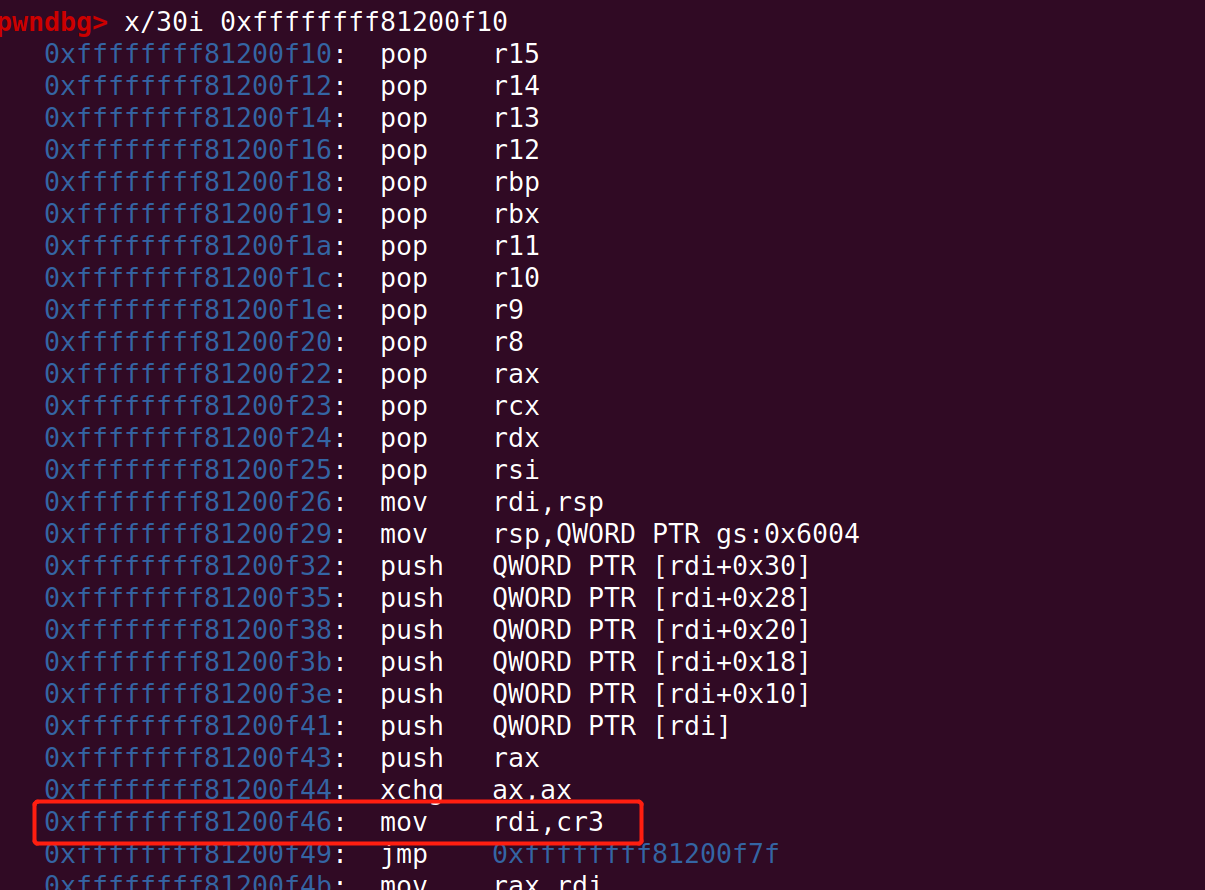 pwndbg> x/30i 0xffffffff81200f10
0xffffffff81200f10: pop r15
0xffffffff81200f12: pop r14
0xffffffff81200f14: pop r13
0xffffffff81200f16: pop r12
0xffffffff81200f18: pop rbp
0xffffffff81200f19: pop rbx
0xffffffff81200f1a: pop r11
0xffffffff81200f1c: pop r10
0xffffffff81200f1e: pop r9
0xffffffff81200f20: pop r8
0xffffffff81200f22: pop rax
0xffffffff81200f23: pop rcx
0xffffffff81200f24: pop rdx
0xffffffff81200f25: pop rsi
0xffffffff81200f26: mov rdi,rsp
0xffffffff81200f29: mov rsp,QWORD PTR gs:0x6004
0xffffffff81200f32: push QWORD PTR [rdi+0x30]
0xffffffff81200f35: push QWORD PTR [rdi+0x28]
0xffffffff81200f38: push QWORD PTR [rdi+0x20]
0xffffffff81200f3b: push QWORD PTR [rdi+0x18]
0xffffffff81200f3e: push QWORD PTR [rdi+0x10]
0xffffffff81200f41: push QWORD PTR [rdi]
0xffffffff81200f43: push rax
0xffffffff81200f44: xchg ax,ax
0xffffffff81200f46: mov rdi,cr3
0xffffffff81200f49: jmp 0xffffffff81200f7f
0xffffffff81200f4b: mov rax,rdi